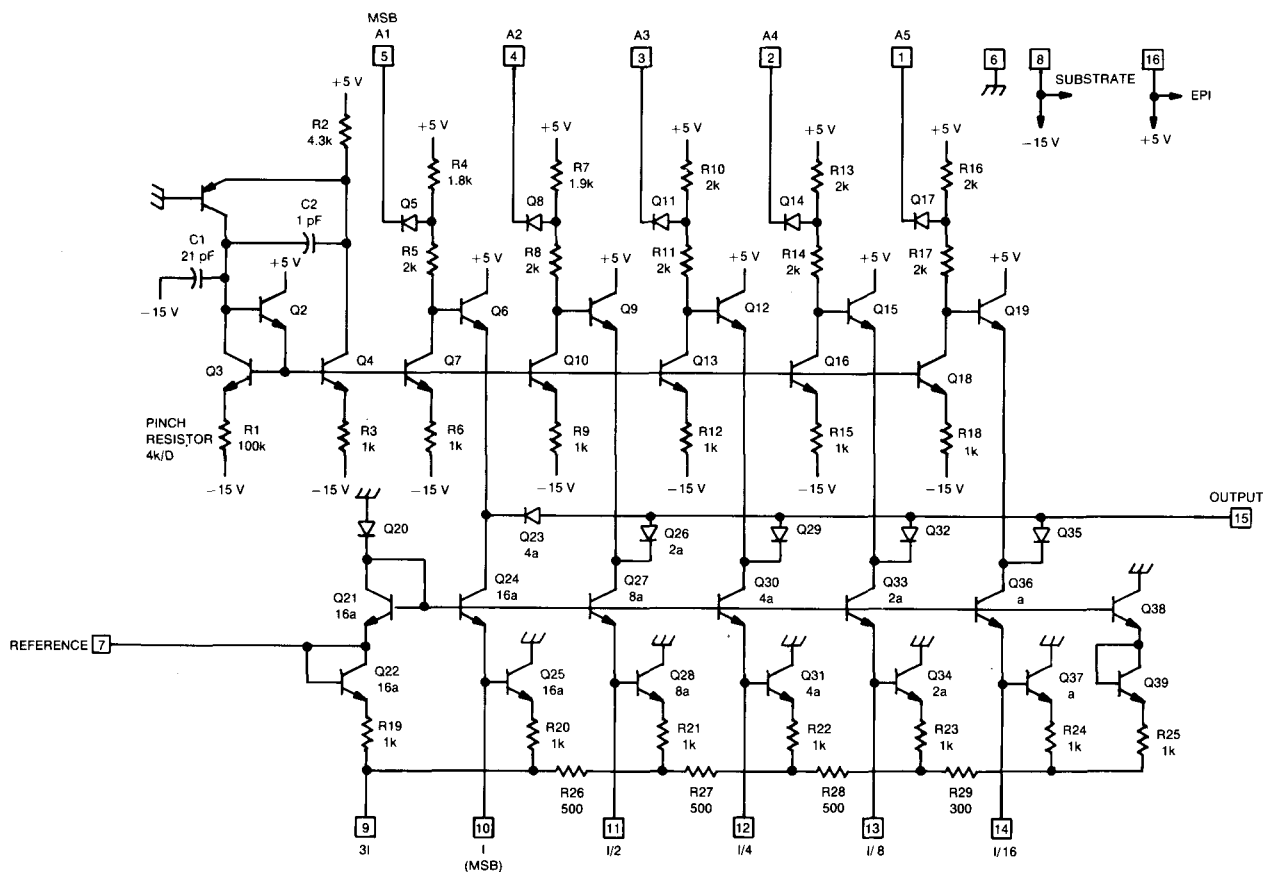 MSB
A1
5
A2
4
A3
3
A4
2
A5
1
6
8
SUBSTRATE
−15 V
16
EPI
+5 V
+5 V
R2
4.3k
+5 V
R4
1.8k
+5 V
R7
1.9k
+5 V
R10
2k
+5 V
R13
2k
+5 V
R16
2k
C2
1 pF
Q5
Q8
Q11
Q14
Q17
C1
21 pF
−15 V
+5 V
Q2
R5
2k
+5 V
Q6
R8
2k
+5 V
Q9
R11
2k
+5 V
Q12
R14
2k
+5 V
Q15
R17
2k
+5 V
Q19
Q3
Q4
Q7
Q10
Q13
Q16
Q18
PINCH
RESISTOR
4k/D
R1
100k
−15 V
R3
1k
−15 V
R6
1k
−15 V
R9
1k
−15 V
R12
1k
−15 V
R15
1k
−15 V
R18
1k
−15 V
OUTPUT
15
Q20
Q23
4a
Q26
2a
Q29
Q32
Q35
Q21
16a
Q24
16a
Q27
8a
Q30
4a
Q33
2a
Q36
a
Q38
REFERENCE 7
Q22
16a
Q25
16a
Q28
8a
Q31
4a
Q34
2a
Q37
a
Q39
R19
1k
R20
1k
R21
1k
R22
1k
R23
1k
R24
1k
R25
1k
R26
500
R27
500
R28
500
R29
300
9
3I
10
I
(MSB)
11
I/2
12
I/4
13
I/8
14
I/16